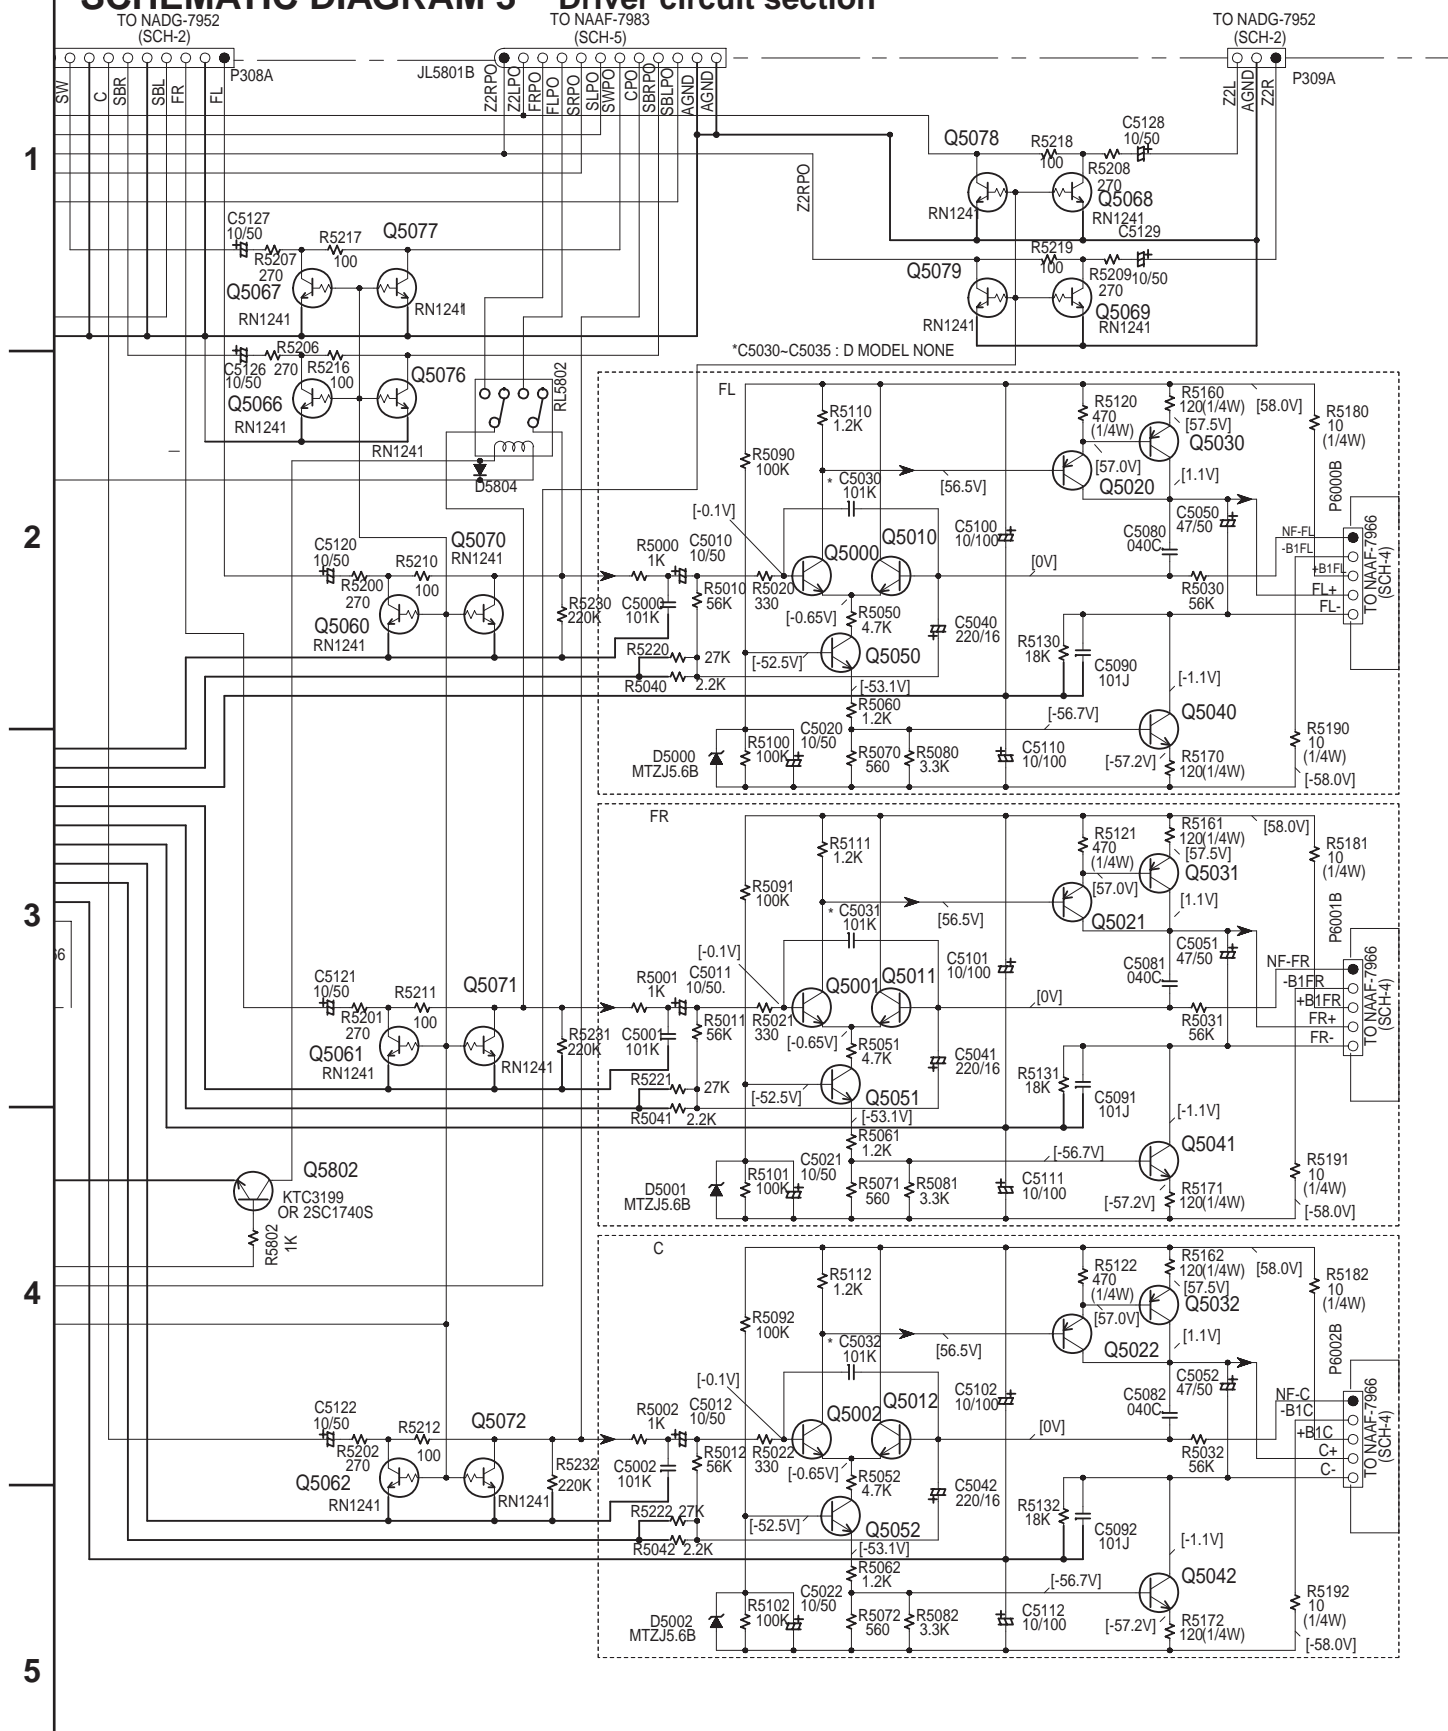 SCHEMATIC DIAGRAM 3 Driver circuit section
TO NADG-7952
(SCH-2)
TO NAAF-7983
(SCH-5)
TO NADG-7952
(SCH-2)
P308A
JL5801B
P309A
SW
C
SBR
SBL
FR
FL
Z2RPO
Z2LPO
FRPO
FLPO
SRPO
SLPO
SWPO
CPO
SBRPO
SBLPO
AGND
AGND
Z2L
AGND
Z2R
1
Q5078
R5218
100
C5128
10/50
R5208
270
Q5068
RN1241
RN1241
C5129
Z2RPO
C5127
10/50
R5217
100
Q5077
R5207
270
Q5067
RN1241
RN1241
Q5079
R5219
100
R5209
10/50
270
Q5069
RN1241
RN1241
*C5030~C5035 : D MODEL NONE
R5206
270
C5126
10/50
R5216
100
Q5076
Q5066
RN1241
RN1241
RL5802
D5804
2
FL
R5110
1.2K
R5090
100K
R5120
470
(1/4W)
R5160
120(1/4W)
[57.5V]
Q5030
[58.0V]
R5180
10
(1/4W)
[57.0V]
Q5020
[1.1V]
* C5030
101K
[56.5V]
[-0.1V]
P6000B
C5120
10/50
R5210
100
Q5070
RN1241
R5200
270
Q5060
RN1241
R5230
220K
R5000
1K
C5010
10/50
C5000
101K
R5010
56K
R5020
330
Q5000
Q5010
C5100
10/100
C5080
040C
C5050
47/50
[0V]
R5030
56K
NF-FL
-B1FL
+B1FL
FL+
FL-
TO NAAF-7966
(SCH-4)
[-0.65V]
R5050
4.7K
C5040
220/16
R5220
27K
R5040
2.2K
[-52.5V]
Q5050
[-53.1V]
R5060
1.2K
R5130
18K
C5090
101J
[-1.1V]
[-56.7V]
Q5040
D5000
MTZJ5.6B
R5100
100K
C5020
10/50
R5070
560
R5080
3.3K
C5110
10/100
[-57.2V]
R5170
120(1/4W)
R5190
10
(1/4W)
[-58.0V]
3
FR
R5111
1.2K
R5091
100K
R5121
470
(1/4W)
R5161
120(1/4W)
[57.5V]
Q5031
[58.0V]
R5181
10
(1/4W)
[57.0V]
Q5021
[1.1V]
* C5031
101K
[56.5V]
[-0.1V]
P6001B
C5121
10/50
R5211
100
Q5071
R5201
270
Q5061
RN1241
RN1241
R5231
220K
R5001
1K
C5011
10/50.
C5001
101K
R5011
56K
R5021
330
Q5001
Q5011
C5101
10/100
C5081
040C
C5051
47/50
[0V]
R5031
56K
NF-FR
-B1FR
+B1FR
FR+
FR-
TO NAAF-7966
(SCH-4)
[-0.65V]
R5051
4.7K
C5041
220/16
R5221
27K
R5041
2.2K
[-52.5V]
Q5051
[-53.1V]
R5061
1.2K
R5131
18K
C5091
101J
[-1.1V]
[-56.7V]
Q5041
D5001
MTZJ5.6B
R5101
100K
C5021
10/50
R5071
560
R5081
3.3K
C5111
10/100
[-57.2V]
R5171
120(1/4W)
R5191
10
(1/4W)
[-58.0V]
Q5802
KTC3199
OR 2SC1740S
R5802
1K
4
C
R5112
1.2K
R5092
100K
R5122
470
(1/4W)
R5162
120(1/4W)
[57.5V]
Q5032
[58.0V]
R5182
10
(1/4W)
[57.0V]
Q5022
[1.1V]
* C5032
101K
[56.5V]
[-0.1V]
P6002B
C5122
10/50
R5212
100
Q5072
R5202
270
Q5062
RN1241
RN1241
R5232
220K
R5002
1K
C5012
10/50
C5002
101K
R5012
56K
R5022
330
Q5002
Q5012
C5102
10/100
C5082
040C
C5052
47/50
[0V]
R5032
56K
NF-C
-B1C
+B1C
C+
C-
TO NAAF-7966
(SCH-4)
[-0.65V]
R5052
4.7K
C5042
220/16
R5222 27K
R5042 2.2K
[-52.5V]
Q5052
[-53.1V]
R5062
1.2K
R5132
18K
C5092
101J
[-1.1V]
[-56.7V]
Q5042
D5002
MTZJ5.6B
R5102
100K
C5022
10/50
R5072
560
R5082
3.3K
C5112
10/100
[-57.2V]
R5172
120(1/4W)
R5192
10
(1/4W)
[-58.0V]
5